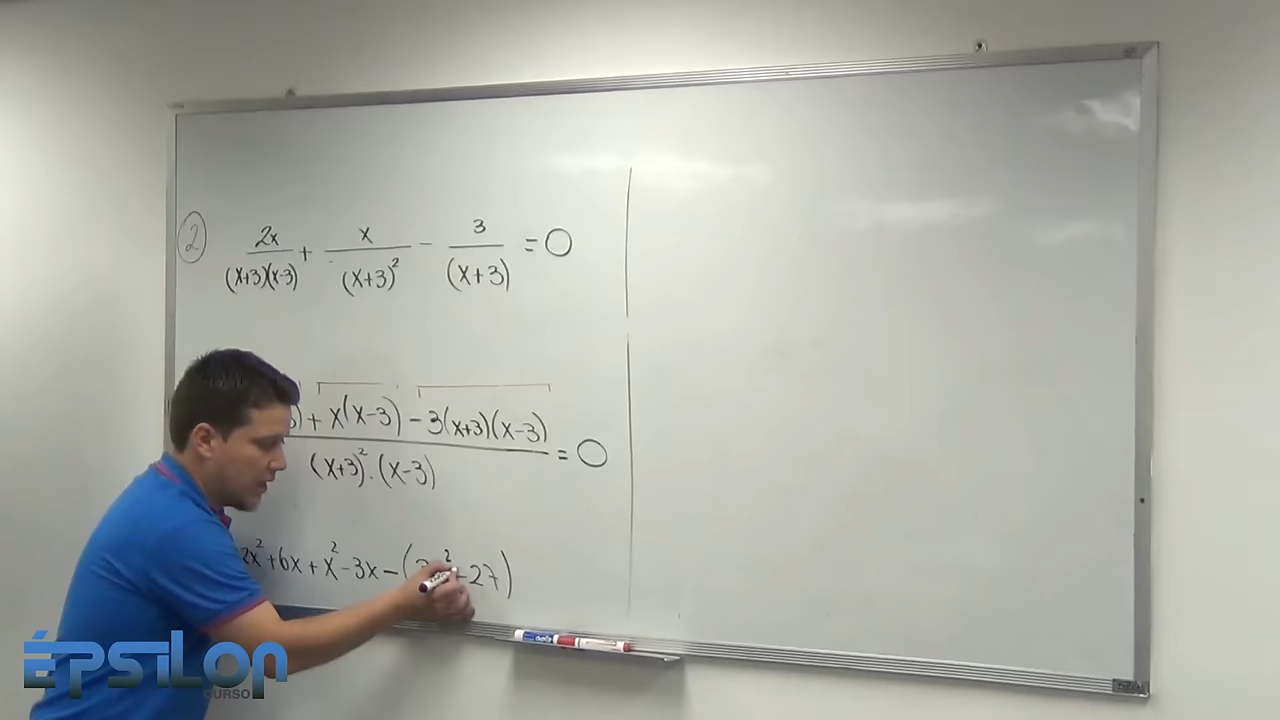 ② 2x/((x+3)(x-3)) + x/(x+3)² - 3/(x+3) = 0
) + x(x-3) - 3(x+3)(x-3) = 0
(x+3)².(x-3)
2x² + 6x + x² - 3x - ( ² - 27)
ÉPSILON
CURSO